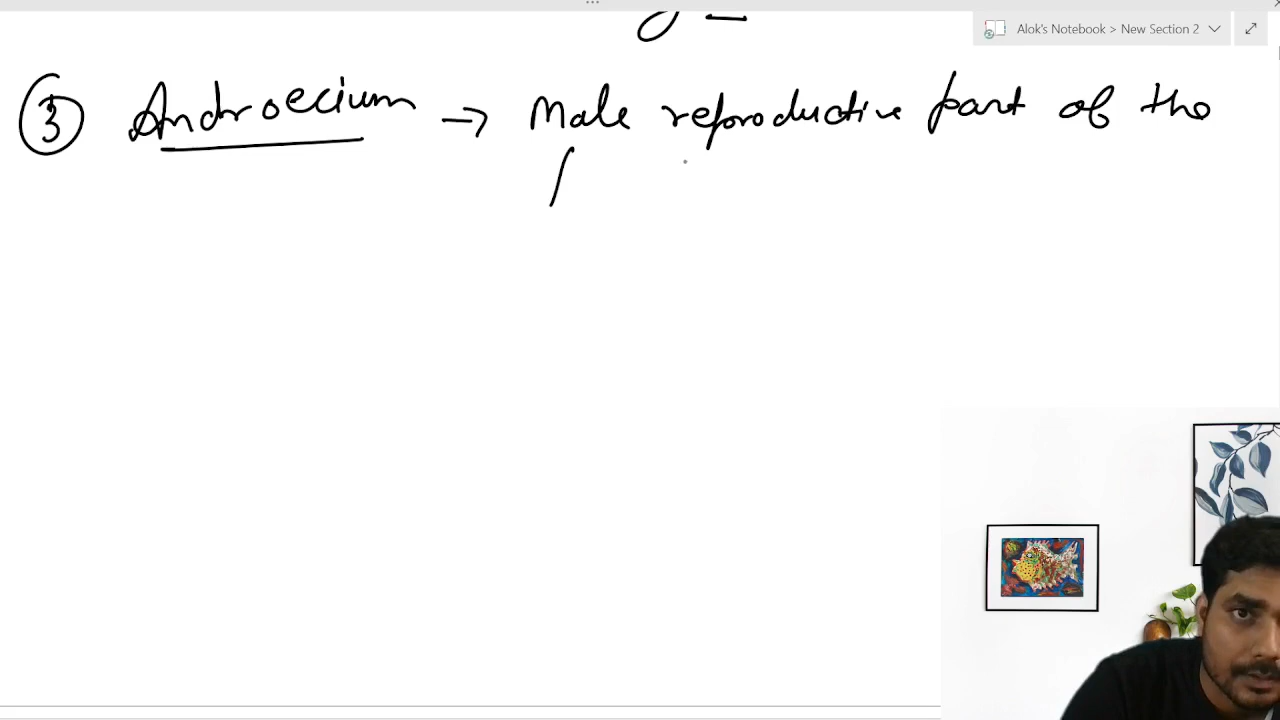 Alok's Notebook > New Section 2
③ Androecium → Male reproductive part of the